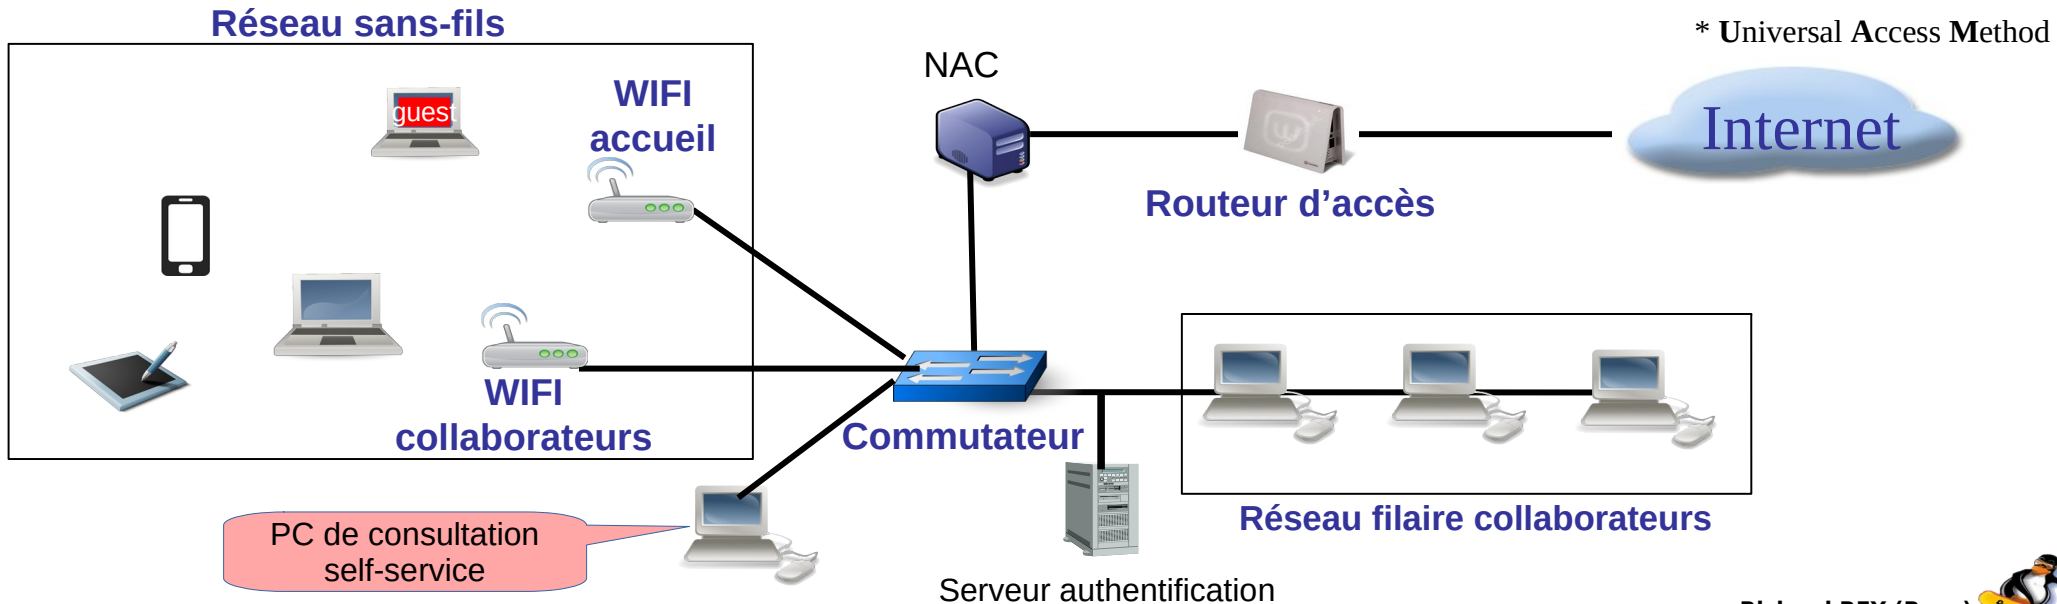 Réseau sans-fils
* Universal Access Method
NAC
WIFI
accueil
guest
Internet
Routeur d’accès
WIFI
collaborateurs
Commutateur
PC de consultation
self-service
Réseau filaire collaborateurs
Serveur authentification